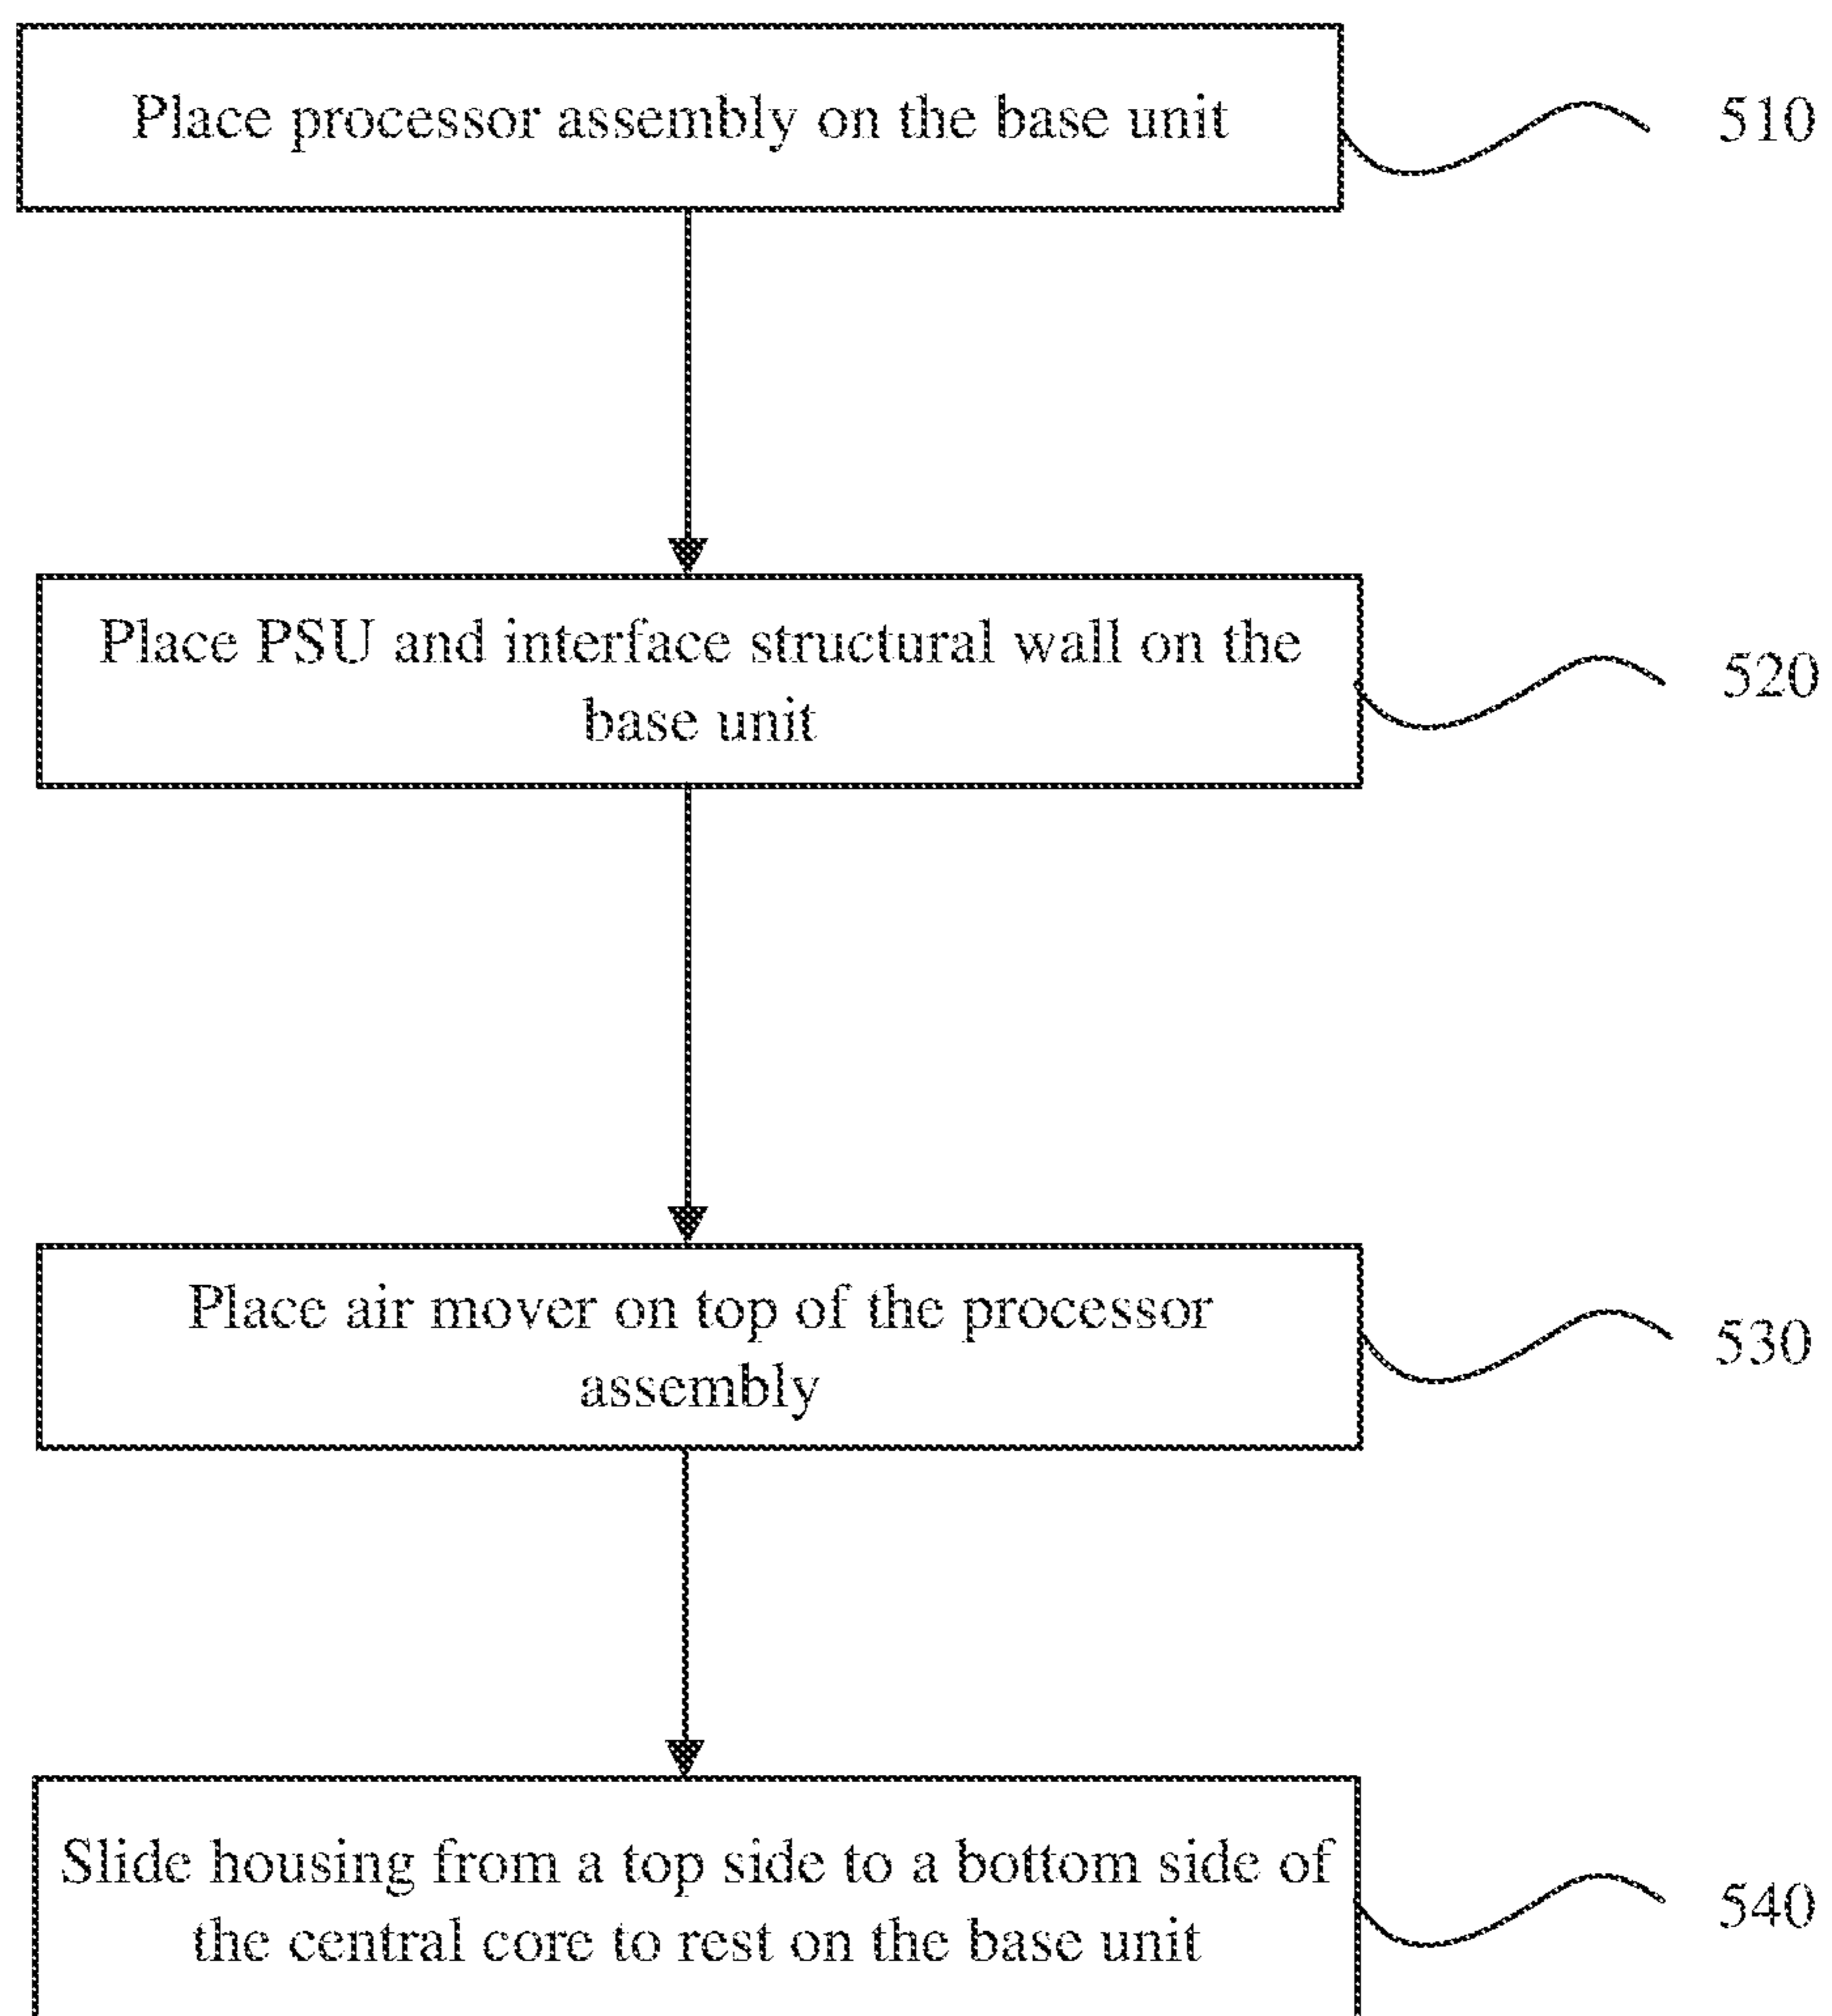 Place processor assembly on the base unit
510
Place PSU and interface structural wall on the
base unit
520
Place air mover on top of the processor
assembly
530
Slide housing from a top side to a bottom side of
the central core to rest on the base unit
540